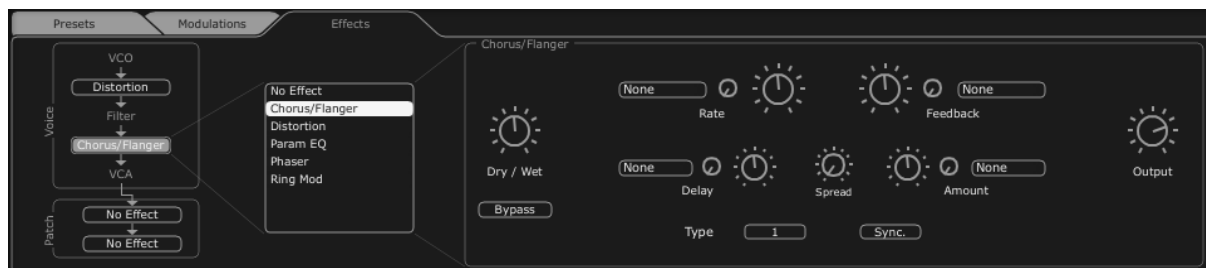 Presets Modulations Effects
VCO
Distortion
Filter
Chorus/Flanger
VCA
Voice
No Effect
No Effect
Patch
No Effect
Chorus/Flanger
Distortion
Param EQ
Phaser
Ring Mod
Chorus/Flanger
Dry / Wet
Bypass
None
Rate
None
Feedback
None
Delay
Spread
None
Amount
Type 1 Sync.
Output